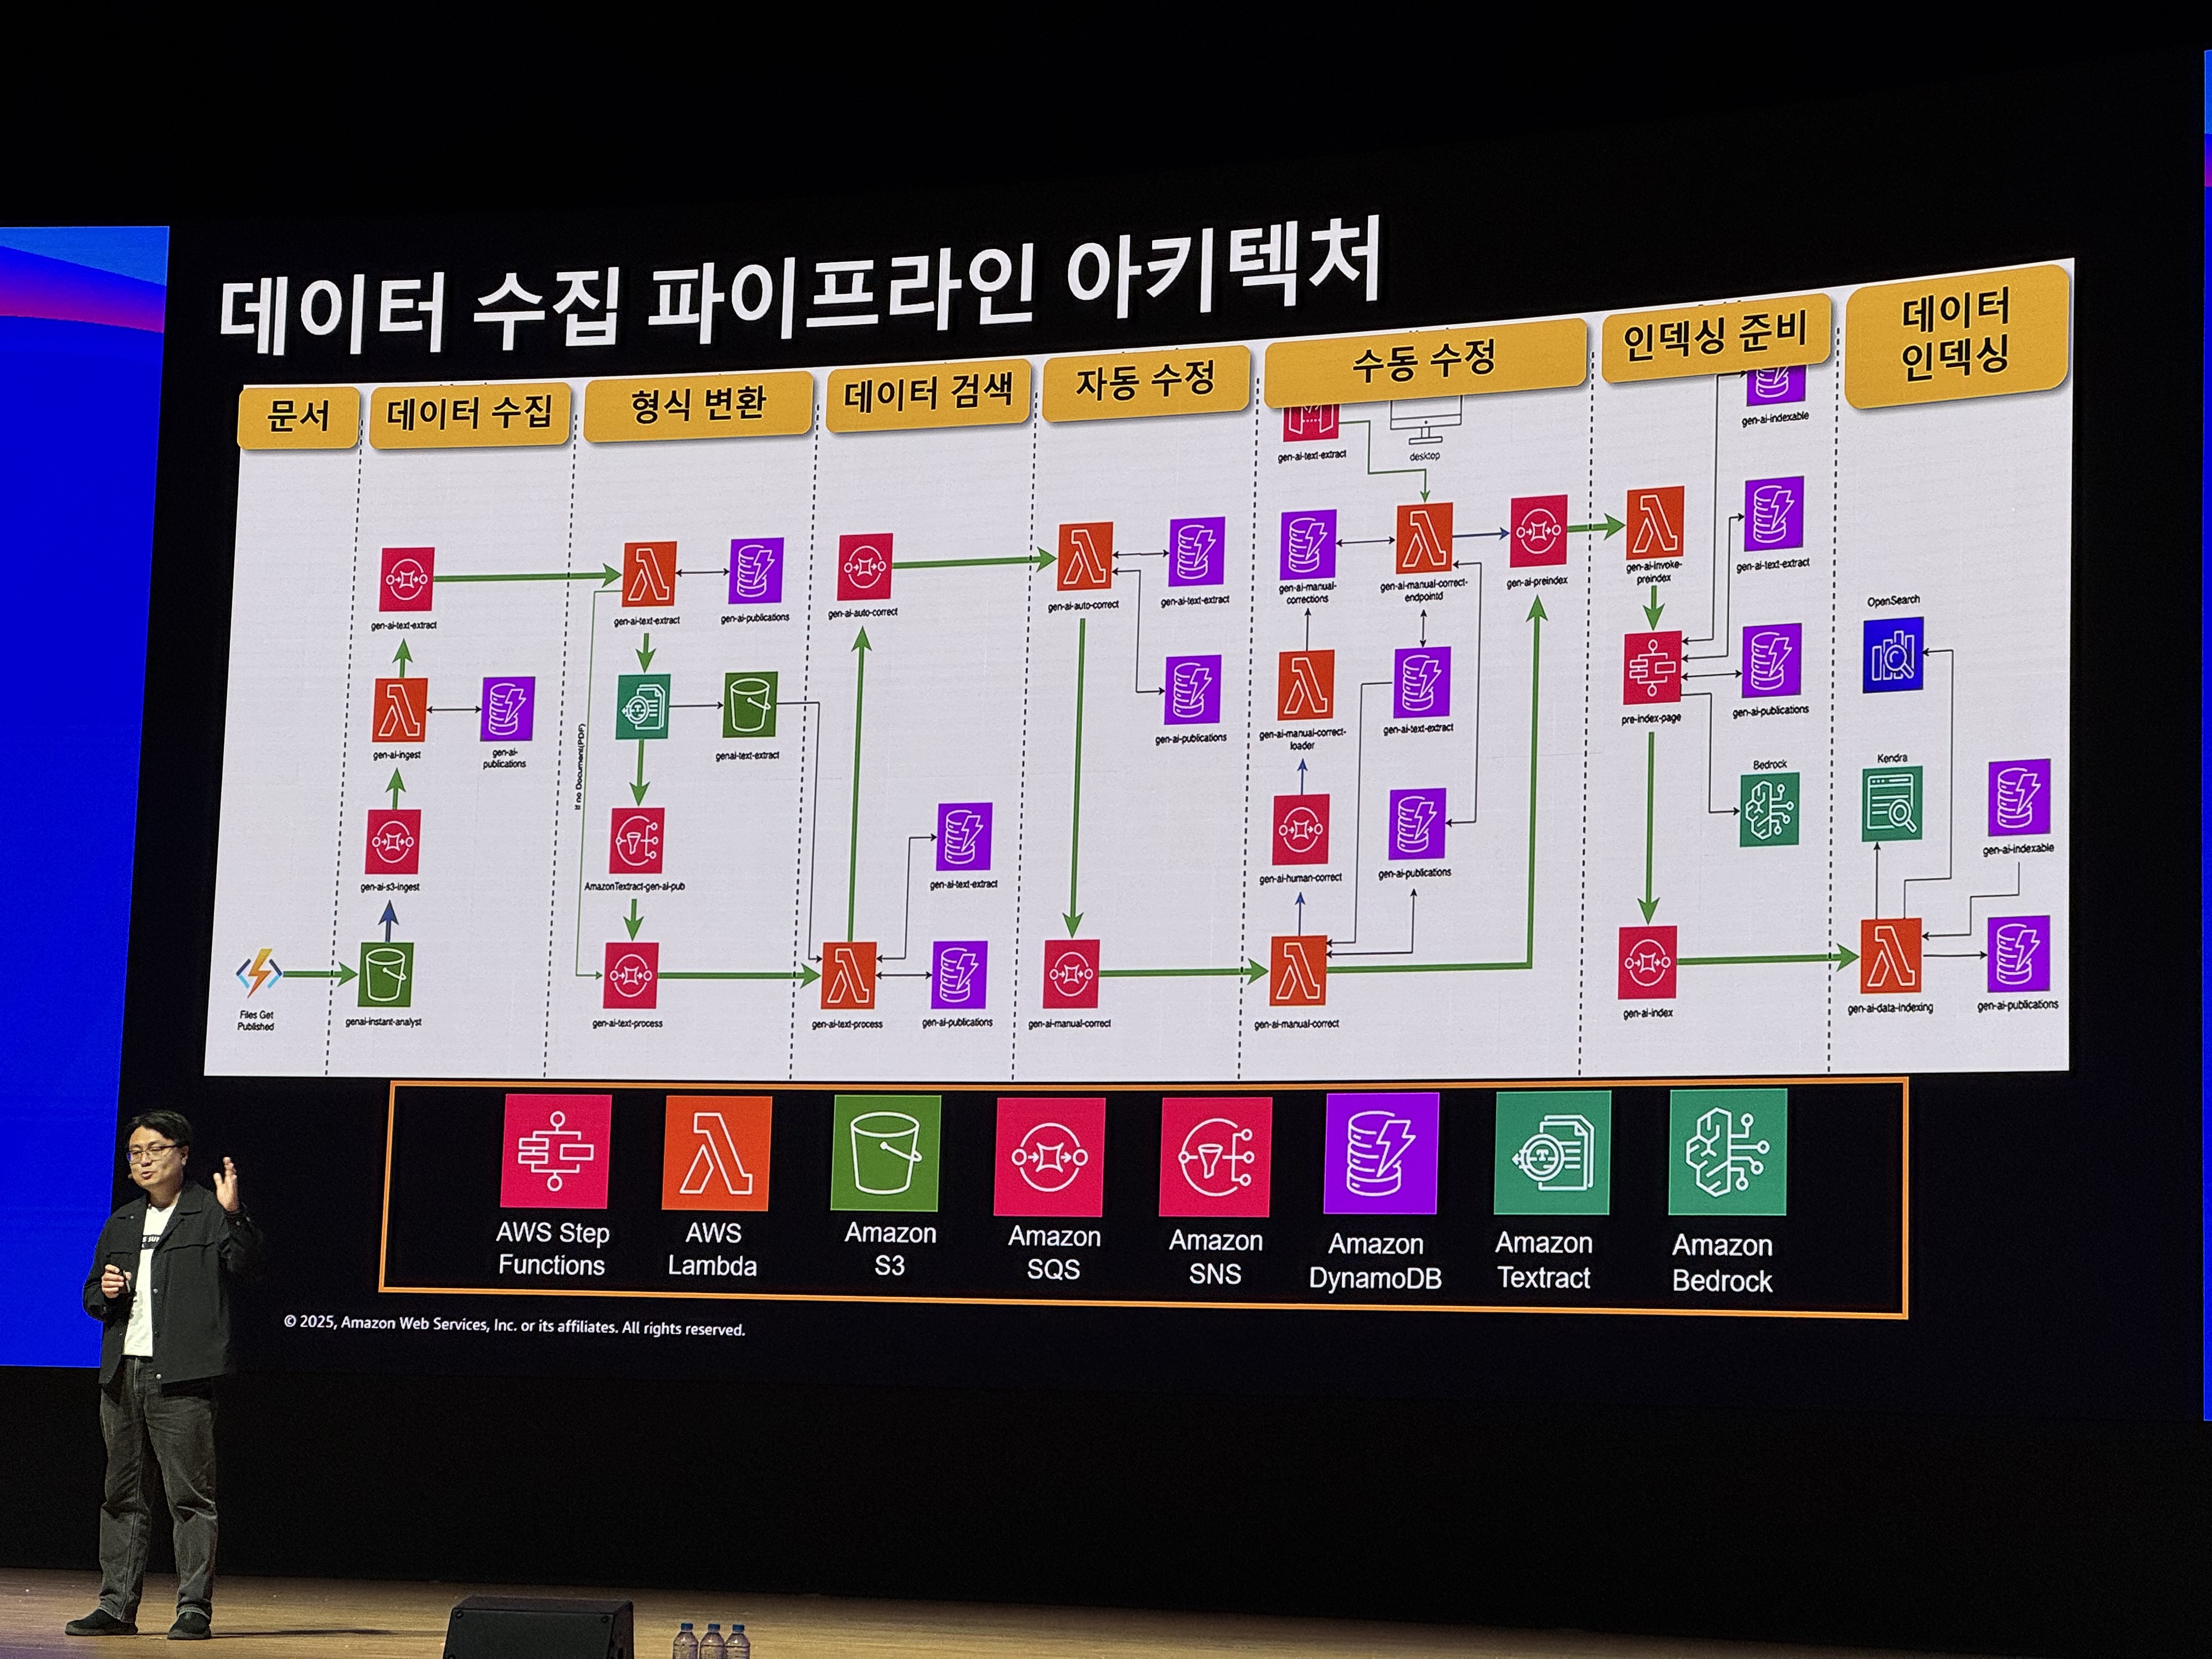 데이터 수집 파이프라인 아키텍처
문서
데이터 수집
형식 변환
데이터 검색
자동 수정
수동 수정
인덱싱 준비
데이터
인덱싱
Files Get
Published
gen-ai-text-extract
gen-ai-ingest
gen-ai-
publications
gen-ai-s3-ingest
genai-instant-analyst
gen-ai-text-extract
gen-ai-publications
genai-text-extract
If no Document(PDF)
AmazonTextract-gen-ai-pub
gen-ai-text-process
gen-ai-auto-correct
gen-ai-text-extract
gen-ai-text-process
gen-ai-publications
gen-ai-auto-correct
gen-ai-text-extract
gen-ai-publications
gen-ai-manual-correct
gen-ai-text-extract
desktop
gen-ai-manual-
corrections
gen-ai-manual-correct-
endpointd
gen-ai-preindex
gen-ai-manual-correct-
loader
gen-ai-text-extract
gen-ai-human-correct
gen-ai-publications
gen-ai-manual-correct
gen-ai-indexable
gen-ai-invoke-
preindex
gen-ai-text-extract
pre-index-page
gen-ai-publications
Bedrock
gen-ai-index
OpenSearch
Kendra
gen-ai-indexable
gen-ai-data-indexing
gen-ai-publications
AWS Step
Functions
AWS
Lambda
Amazon
S3
Amazon
SQS
Amazon
SNS
Amazon
DynamoDB
Amazon
Textract
Amazon
Bedrock
© 2025, Amazon Web Services, Inc. or its affiliates. All rights reserved.